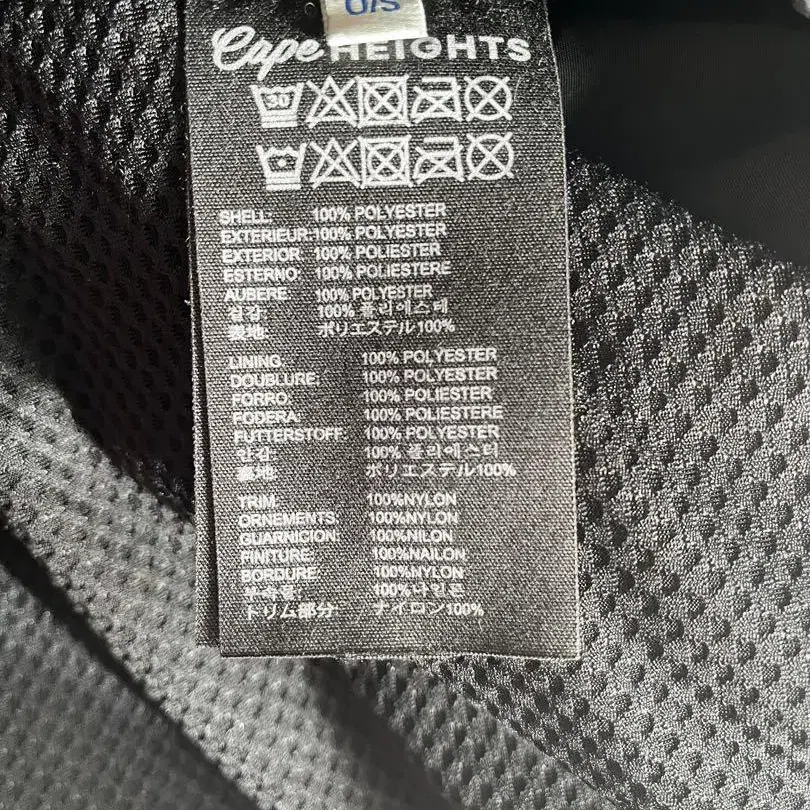 O/S
Cape HEIGHTS
30
SHELL: 100% POLYESTER
EXTERIEUR: 100% POLYESTER
EXTERIOR: 100% POLIESTER
ESTERNO: 100% POLIESTERE
AUBERE: 100% POLYESTER
겉감: 100% 폴리에스테
表地: ポリエステル100%
LINING: 100% POLYESTER
DOUBLURE: 100% POLYESTER
FORRO: 100% POLIESTER
FODERA: 100% POLIESTERE
FUTTERSTOFF: 100% POLYESTER
안감: 100% 폴리에스터
裏地: ポリエステル100%
TRIM: 100%NYLON
ORNEMENTS: 100%NYLON
GUARNICION: 100%NILON
FINITURE: 100%NAILON
BORDURE: 100%NYLON
부속품: 100%나일론
トリム部分: ナイロン100%